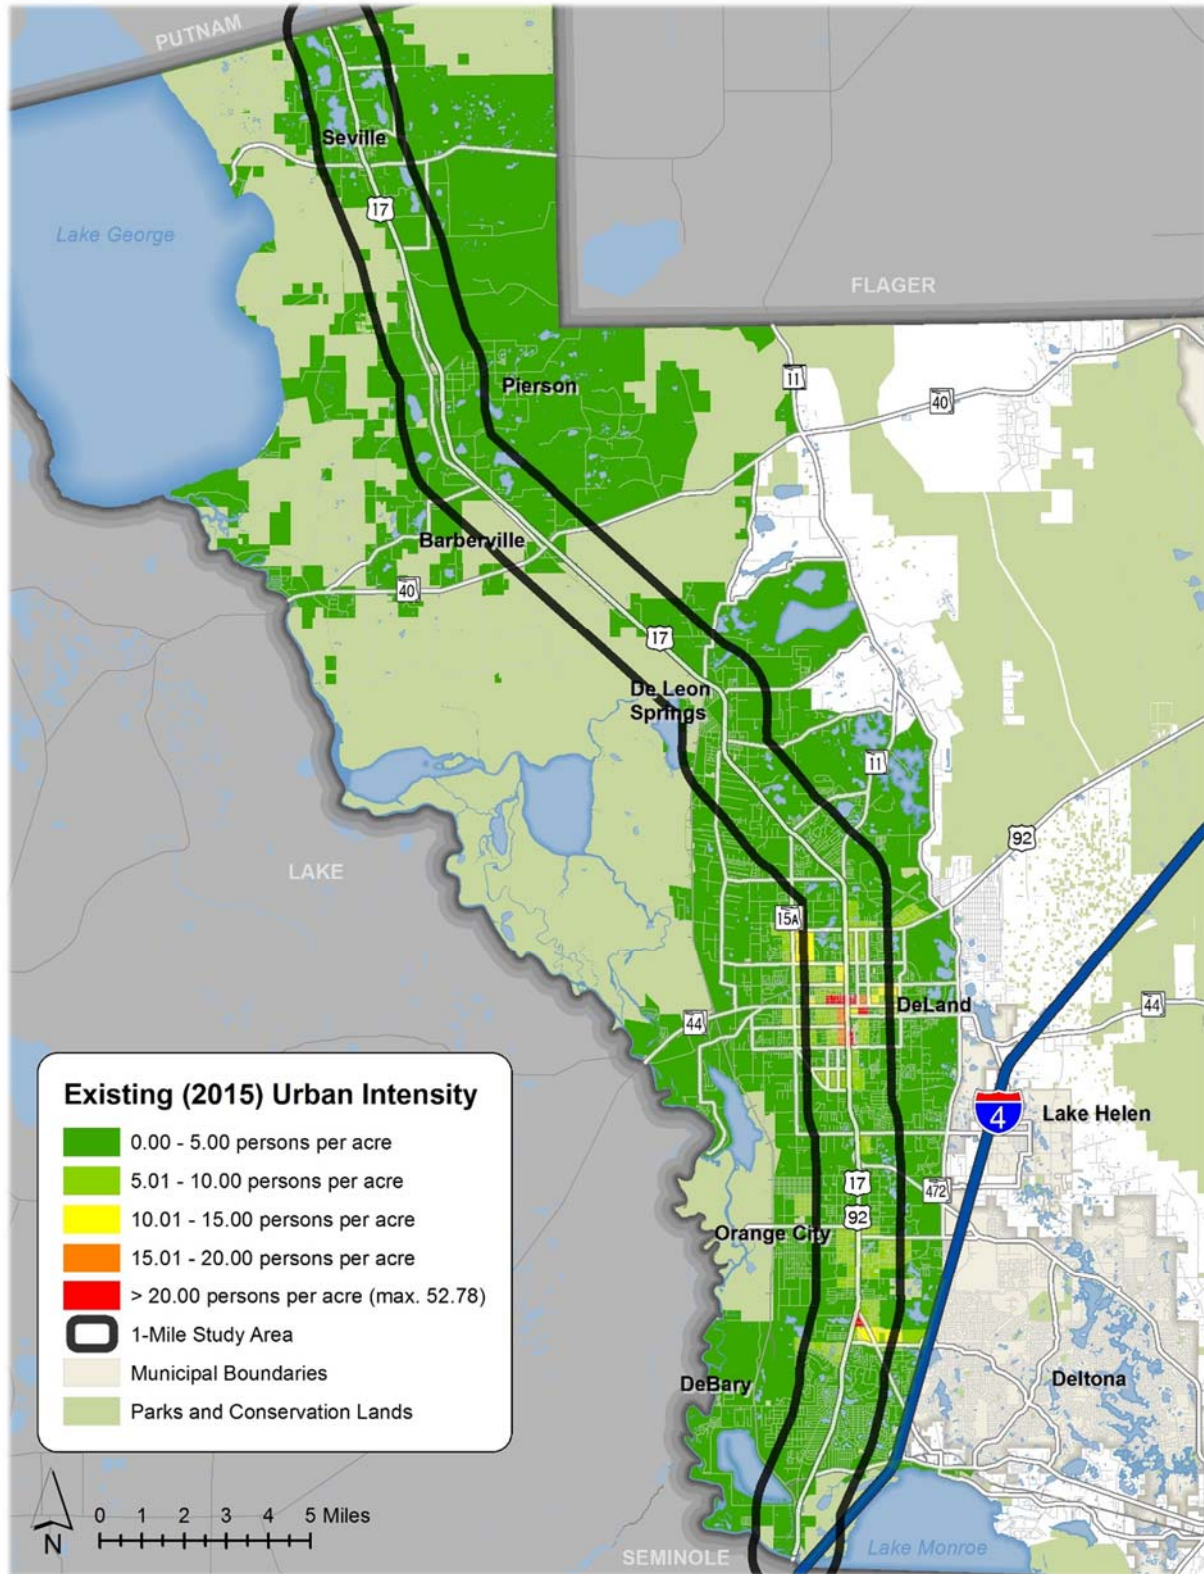 PUTNAM
Seville
17
Lake George
FLAGER
11
Pierson
40
Barberville
40
17
De Leon
Springs
11
92
LAKE
15A
DeLand
44
44
4
Lake Helen
17
472
92
Orange City
Existing (2015) Urban Intensity
0.00 - 5.00 persons per acre
5.01 - 10.00 persons per acre
10.01 - 15.00 persons per acre
15.01 - 20.00 persons per acre
> 20.00 persons per acre (max. 52.78)
1-Mile Study Area
Municipal Boundaries
Parks and Conservation Lands
DeBary
Deltona
N
0 1 2 3 4 5 Miles
SEMINOLE
Lake Monroe